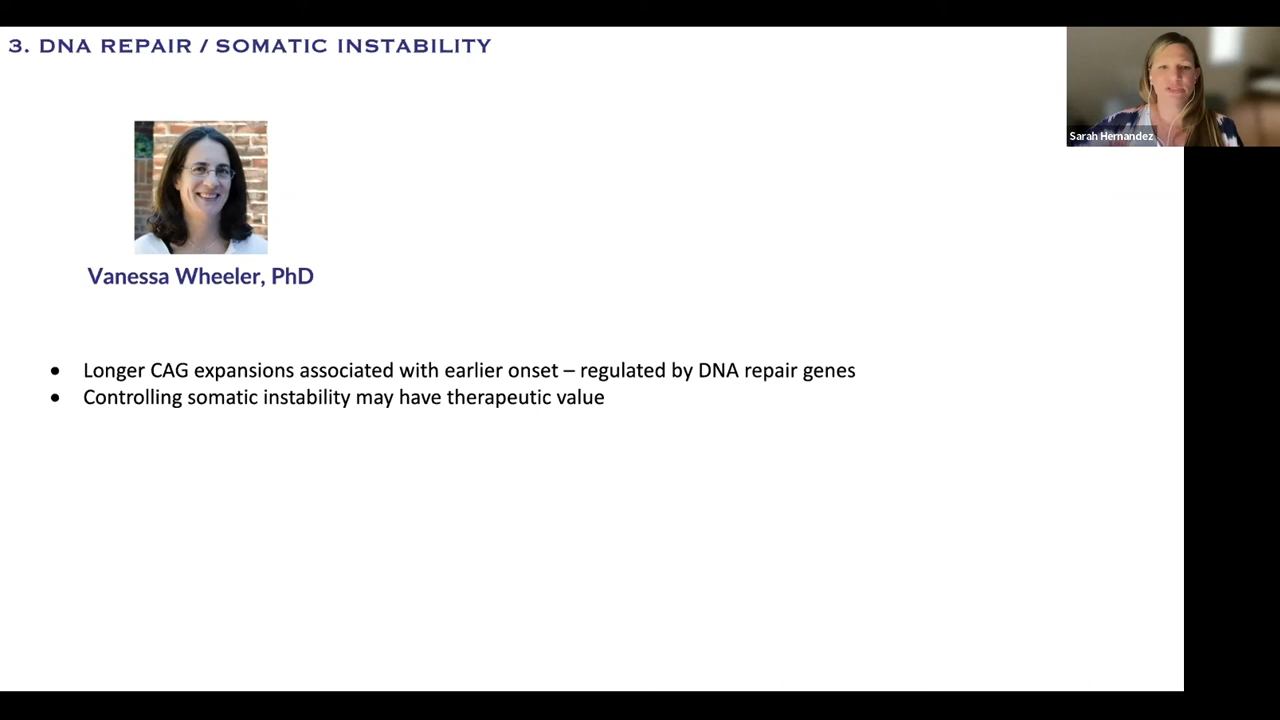 3. DNA REPAIR / SOMATIC INSTABILITY
Sarah Hernandez
Vanessa Wheeler, PhD
• Longer CAG expansions associated with earlier onset – regulated by DNA repair genes
• Controlling somatic instability may have therapeutic value